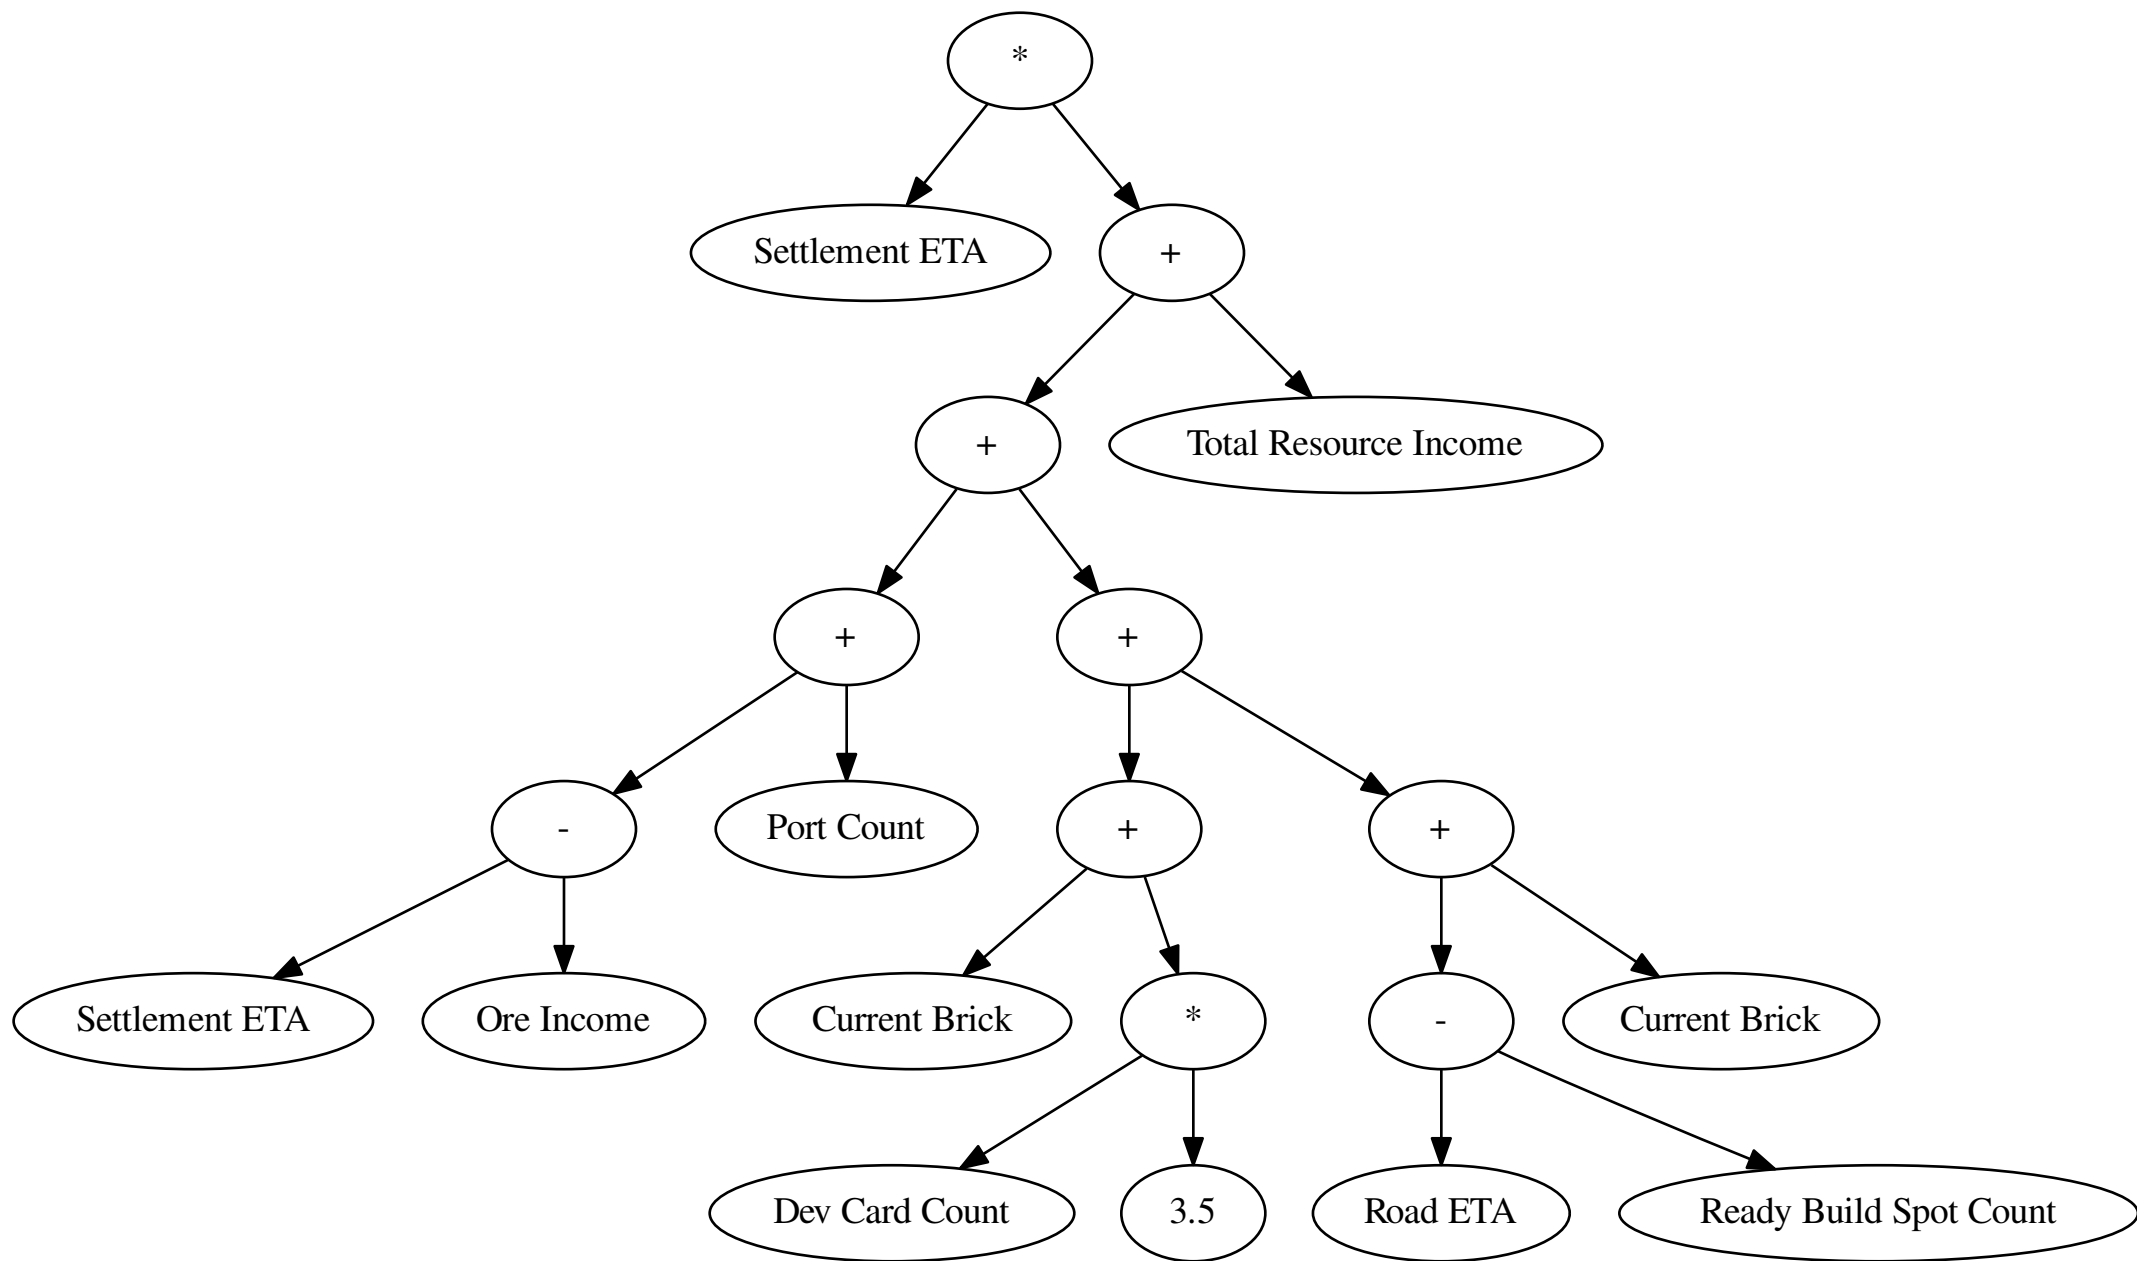 *
Settlement ETA
+
+
Total Resource Income
+
+
-
Port Count
+
+
Settlement ETA
Ore Income
Current Brick
*
-
Current Brick
Dev Card Count
3.5
Road ETA
Ready Build Spot Count